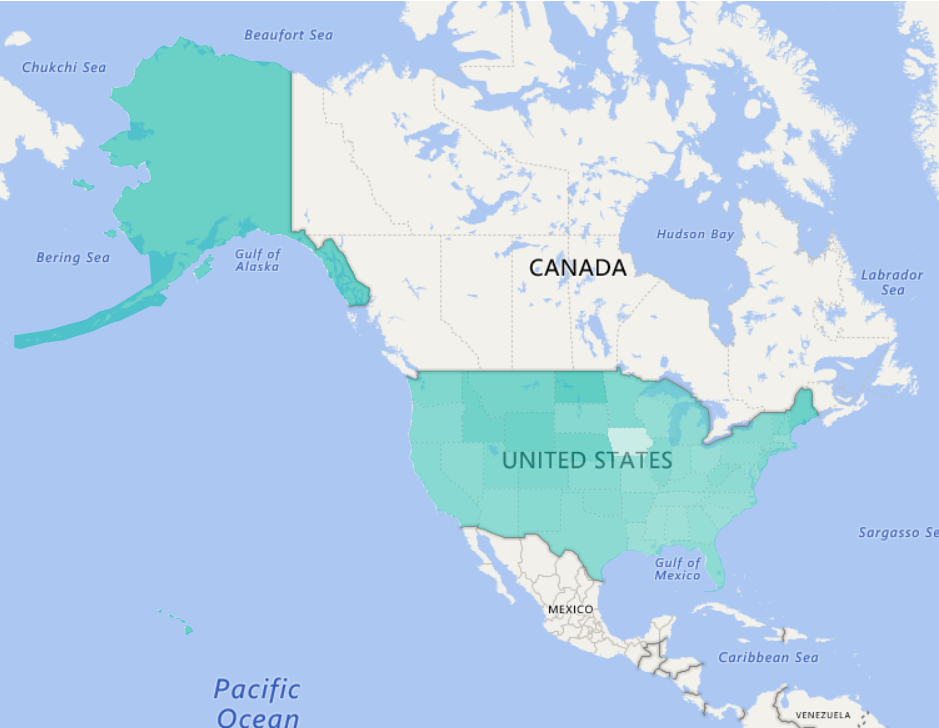 Beaufort Sea
Chukchi Sea
Hudson Bay
Bering Sea
Gulf of
Alaska
CANADA
Labrador
Sea
UNITED STATES
Sargasso Se
Gulf of
Mexico
MEXICO
Caribbean Sea
Pacific
Ocean
VENEZUELA